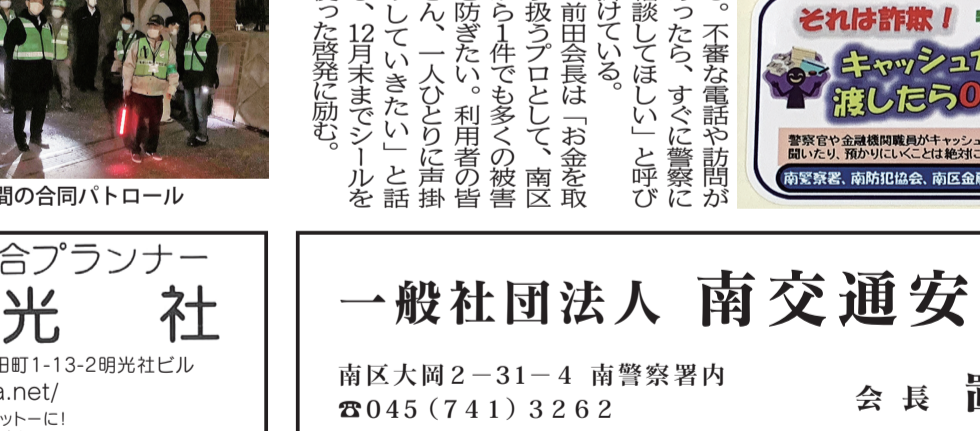 。不審な電話や訪問が
ったら、すぐに警察に
談してほしい」と呼び
けている。
前田会長は「お金を取
扱うプロとして、南区
ら1件でも多くの被害
防ぎたい。利用者の皆
ん、一人ひとりに声掛
していきたい」と話
、12月末までシールを
った啓発に励む。
それは詐欺！
キャッシュカ
渡したら0
警察官や金融機関職員がキャッシュ
聞いたり、預かりにいくことは絶対に
南警察署、南防犯協会、南区金融
間の合同パトロール
合プランナー
光社
田町1-13-2明光社ビル
a.net/
ットーに!
一般社団法人 南交通安
南区大岡2－31－4 南警察署内
☎045(741)3262
会長